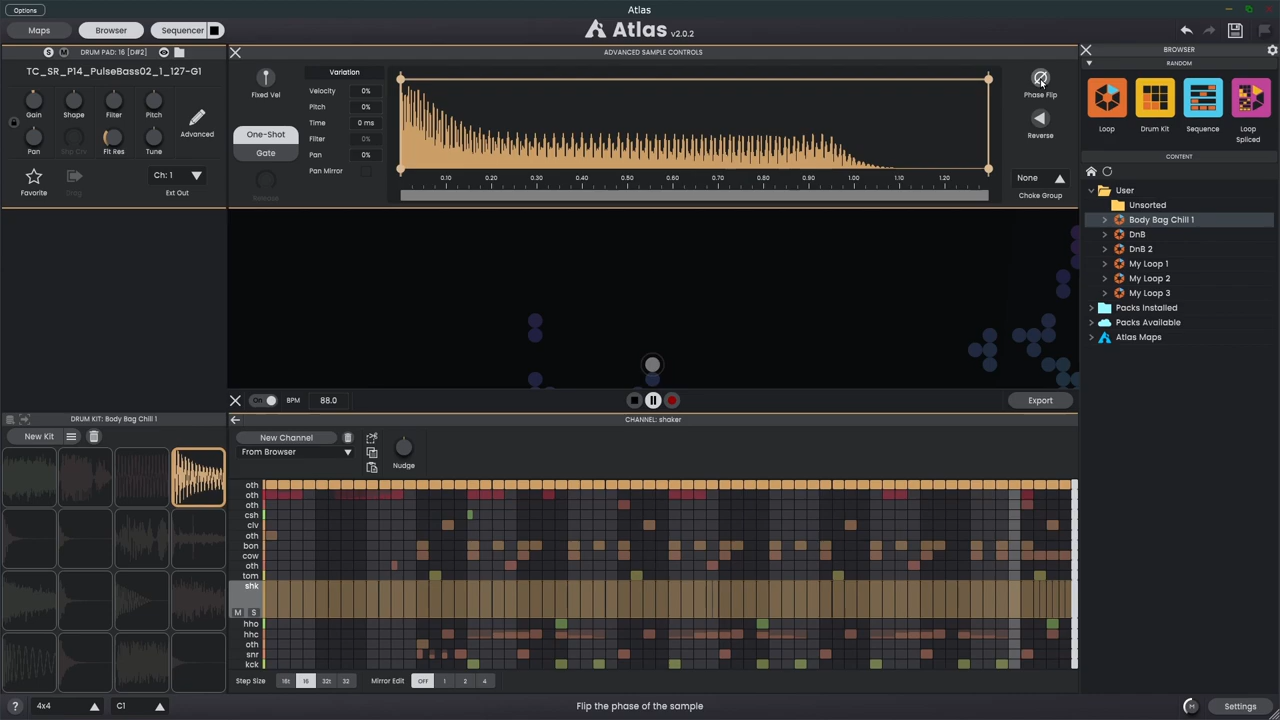 Options
Atlas
Maps
Browser
Sequencer
Atlas v2.0.2
DRUM PAD: 16 [D#2]
ADVANCED SAMPLE CONTROLS
BROWSER
TC_SR_P14_PulseBass02_1_127-G1
Gain
Shape
Filter
Pitch
Advanced
Pan
Flt Res
Tune
Favorite
Drag
Ch: 1
Ext Out
Fixed Vel
One-Shot
Gate
Release
Variation
Velocity 0%
Pitch 0%
Time 0 ms
Filter 0%
Pan 0%
Pan Mirror
0.10 0.20 0.30 0.40 0.50 0.60 0.70 0.80 0.90 1.00 1.10 1.20
Phase Flip
Reverse
None
Choke Group
RANDOM
Loop
Drum Kit
Sequence
Loop Spliced
CONTENT
User
Unsorted
Body Bag Chill 1
DnB
DnB 2
My Loop 1
My Loop 2
My Loop 3
Packs Installed
Packs Available
Atlas Maps
On
BPM
88.0
Export
DRUM KIT: Body Bag Chill 1
New Kit
CHANNEL: shaker
New Channel
From Browser
Nudge
oth
oth
oth
csh
clv
oth
bon
cow
oth
tom
shk
M S
hho
hhc
oth
snr
kck
Step Size 16t 16 32t 32 Mirror Edit OFF 1 2 4
? 4x4 C1
Flip the phase of the sample
Settings